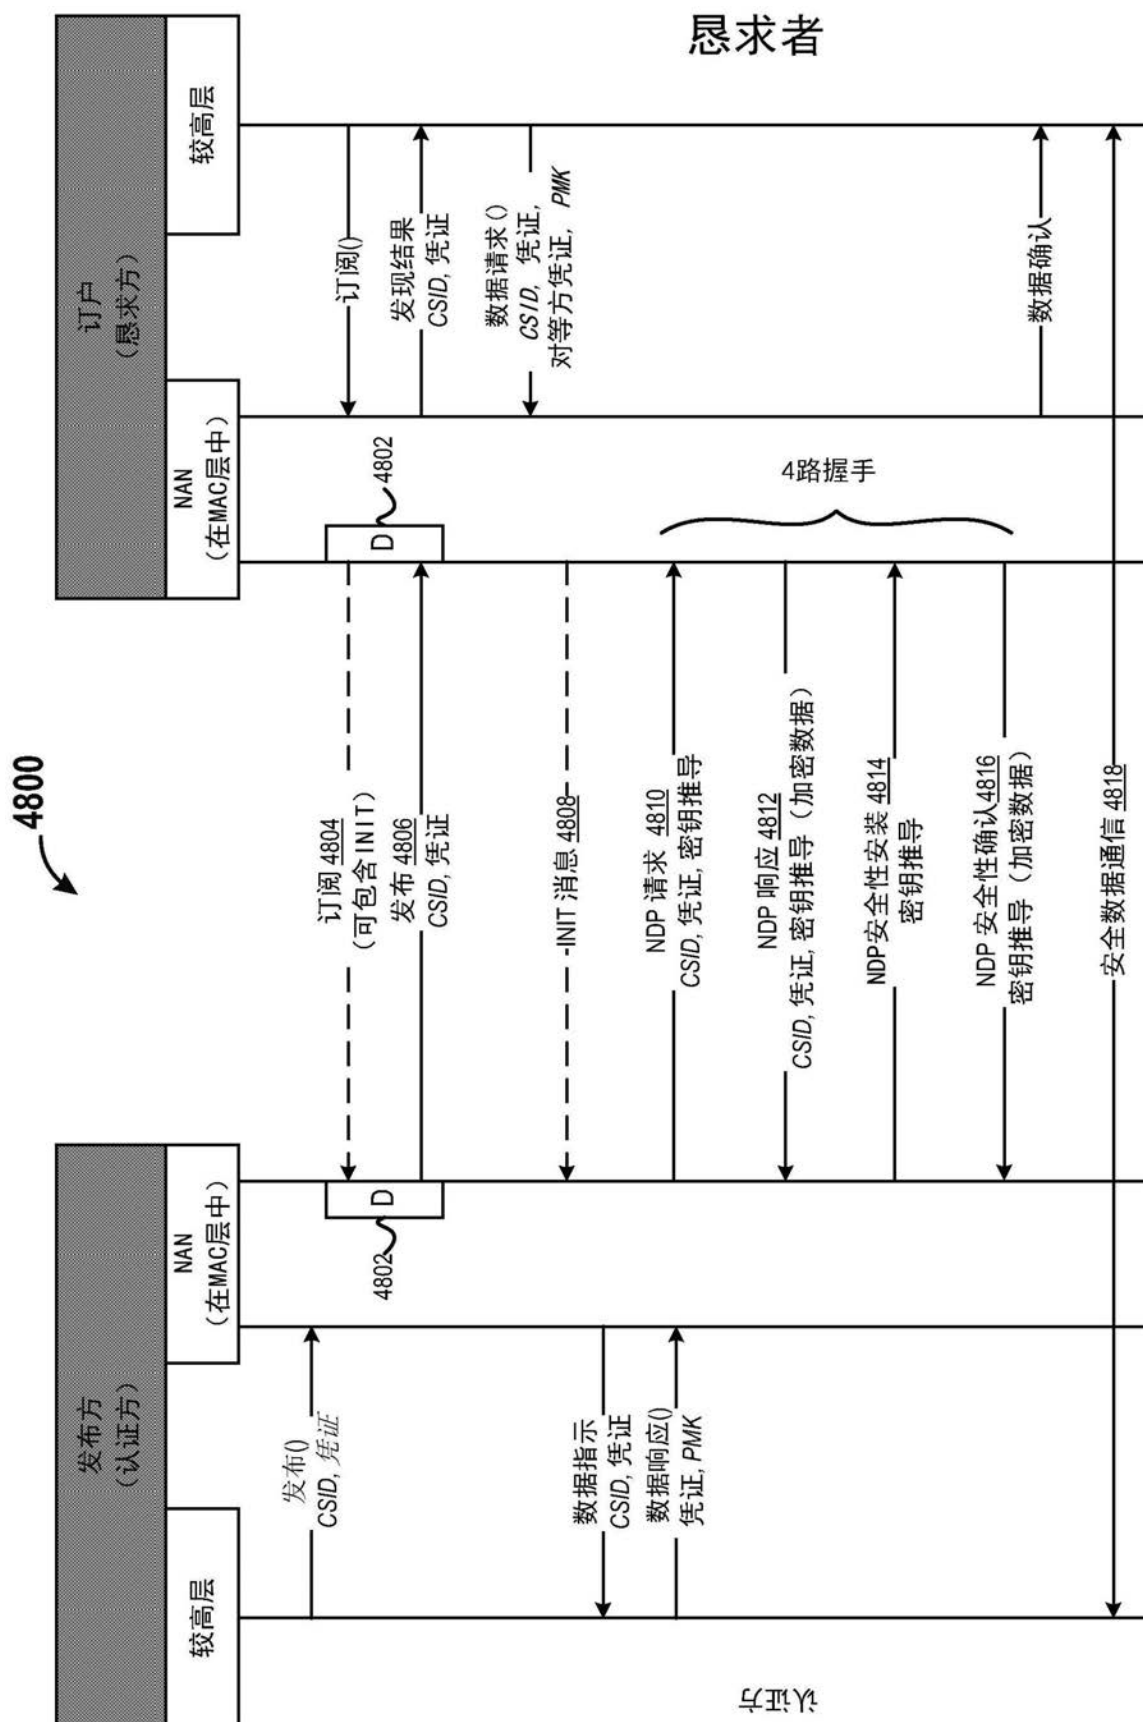 4800
发布方
（认证方）
订户
（恳求方）
较高层
NAN
（在MAC层中）
NAN
（在MAC层中）
较高层
发布()
CSID, 凭证
4802
D
订阅 4804
（可包含INIT）
发布 4806
CSID, 凭证
D
4802
订阅()
发现结果
CSID, 凭证
数据请求()
CSID, 凭证,
对等方凭证, PMK
INIT 消息 4808
数据指示
CSID, 凭证
数据响应()
凭证, PMK
NDP 请求 4810
CSID, 凭证, 密钥推导
NDP 响应 4812
CSID, 凭证, 密钥推导（加密数据）
NDP安全性安装 4814
密钥推导
NDP 安全性确认4816
密钥推导（加密数据）
4路握手
数据确认
安全数据通信 4818
认证方
恳求者